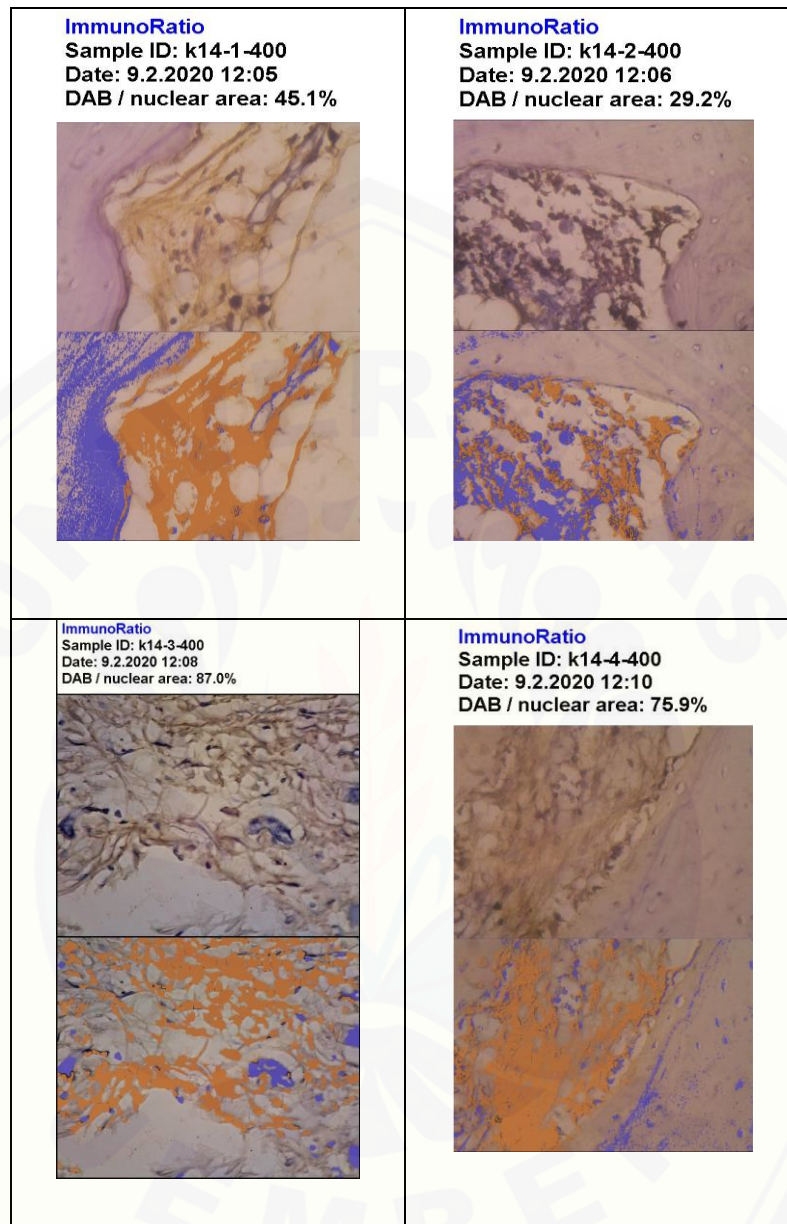 ImmunoRatio
Sample ID: k14-1-400
Date: 9.2.2020 12:05
DAB / nuclear area: 45.1%
ImmunoRatio
Sample ID: k14-2-400
Date: 9.2.2020 12:06
DAB / nuclear area: 29.2%
ImmunoRatio
Sample ID: k14-3-400
Date: 9.2.2020 12:08
DAB / nuclear area: 87.0%
ImmunoRatio
Sample ID: k14-4-400
Date: 9.2.2020 12:10
DAB / nuclear area: 75.9%